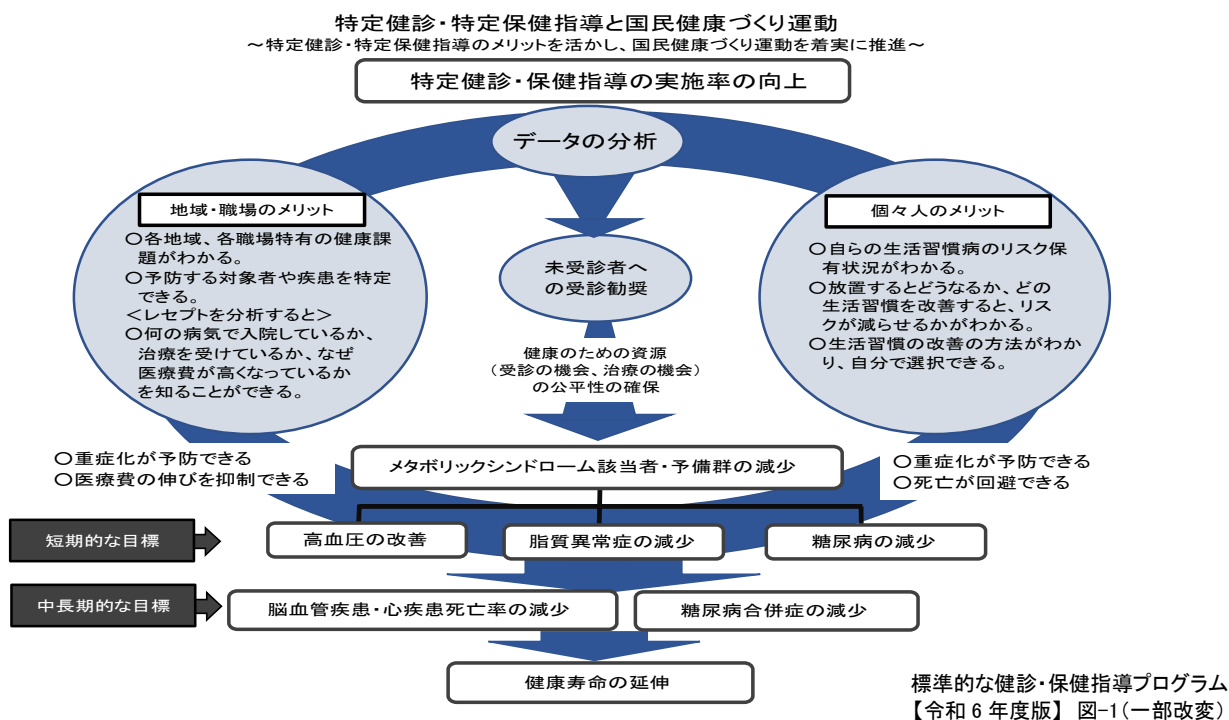 特定健診・特定保健指導と国民健康づくり運動
～特定健診・特定保健指導のメリットを活かし、国民健康づくり運動を着実に推進～
特定健診・保健指導の実施率の向上
データの分析
地域・職場のメリット
○各地域、各職場特有の健康課
題がわかる。
○予防する対象者や疾患を特定
できる。
＜レセプトを分析すると＞
○何の病気で入院しているか、
治療を受けているか、なぜ
医療費が高くなっているか
を知ることができる。
未受診者へ
の受診勧奨
健康のための資源
（受診の機会、治療の機会）
の公平性の確保
個々人のメリット
○自らの生活習慣病のリスク保
有状況がわかる。
○放置するとどうなるか、どの
生活習慣を改善すると、リス
クが減らせるかがわかる。
○生活習慣の改善の方法がわか
り、自分で選択できる。
○重症化が予防できる
○医療費の伸びを抑制できる
メタボリックシンドローム該当者・予備群の減少
○重症化が予防できる
○死亡が回避できる
短期的な目標
高血圧の改善
脂質異常症の減少
糖尿病の減少
中長期的な目標
脳血管疾患・心疾患死亡率の減少
糖尿病合併症の減少
健康寿命の延伸
標準的な健診・保健指導プログラム
【令和６年度版】 図-1（一部改変）